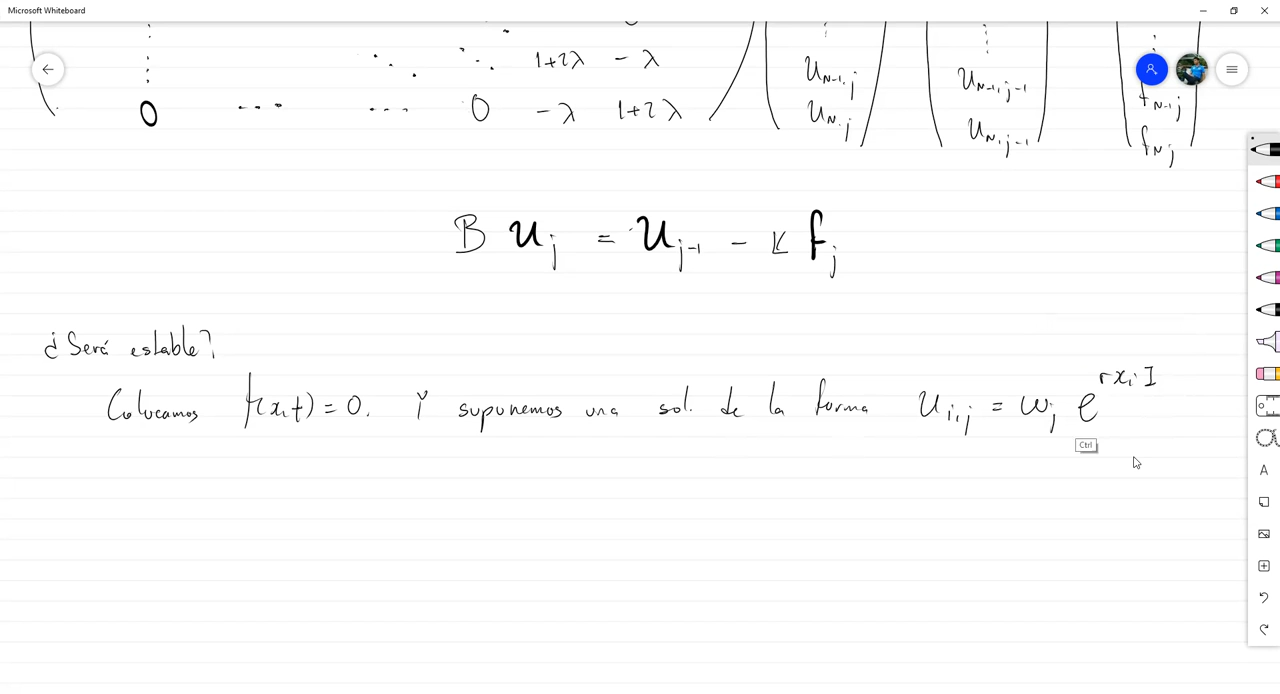 Microsoft Whiteboard
1+2λ -λ
0 ... ... 0 -λ 1+2λ
u_{N-1,j} u_{N-1,j-1} f_{N-1,j}
u_{N,j} u_{N,j-1} f_{N,j}
B u_j = u_{j-1} - k f_j
¿Será estable?
Colocamos f(x,t)=0. Y suponemos una sol. de la forma u_{i,j} = w_j e^{r x_i I}
Ctrl
A